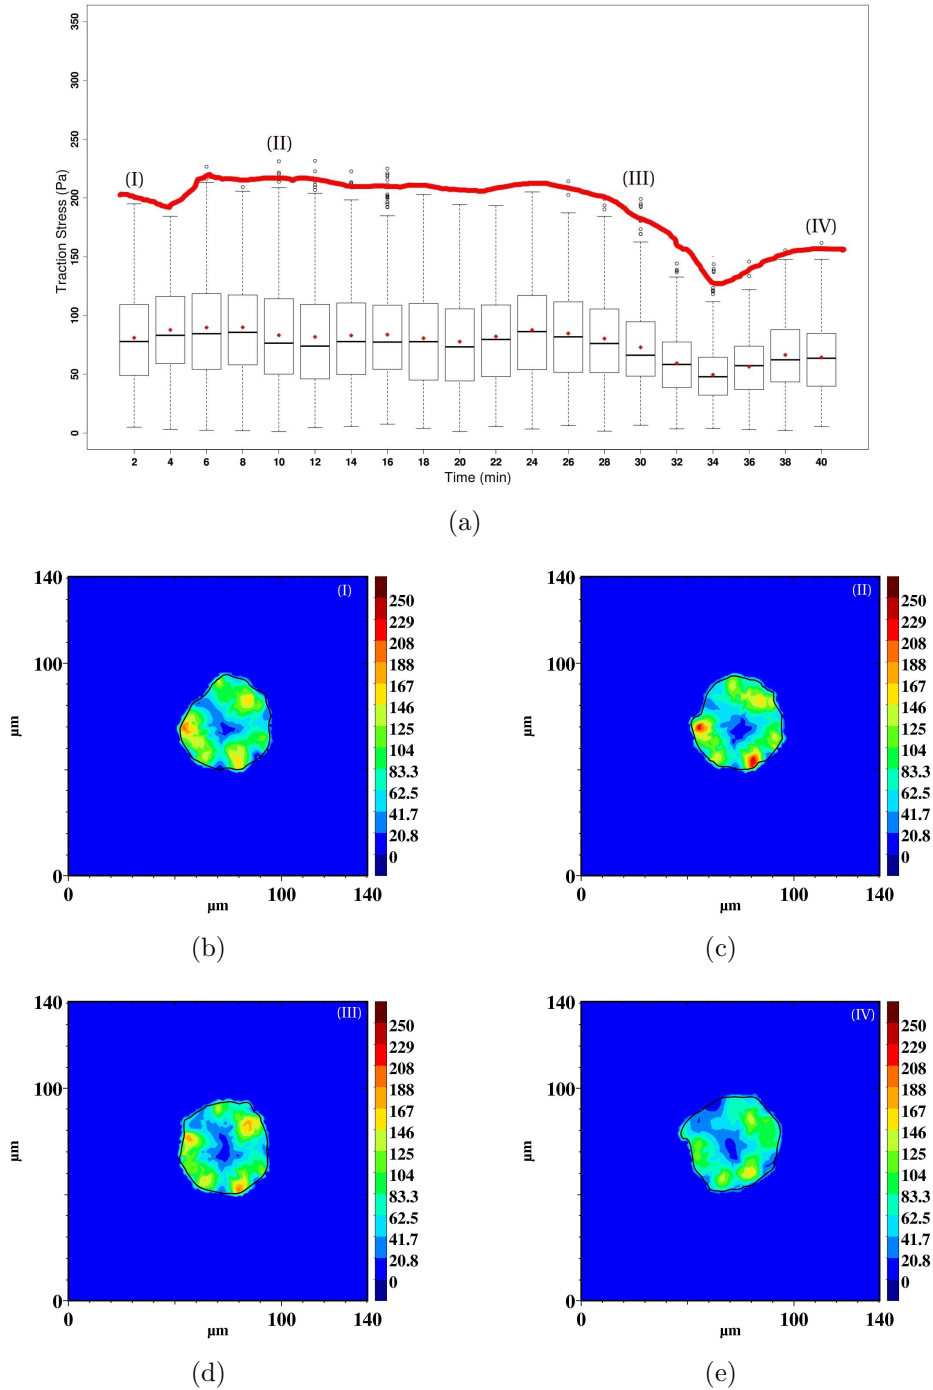 350
300
250
200
150
100
50
0
Traction Stress (Pa)
(I)
(II)
(III)
(IV)
2 4 6 8 10 12 14 16 18 20 22 24 26 28 30 32 34 36 38 40
Time (min)
(a)
140
100
0
µm
(I)
250
229
208
188
167
146
125
104
83.3
62.5
41.7
20.8
0
0 100 140
µm
(b)
140
100
0
µm
(II)
250
229
208
188
167
146
125
104
83.3
62.5
41.7
20.8
0
0 100 140
µm
(c)
140
100
0
µm
(III)
250
229
208
188
167
146
125
104
83.3
62.5
41.7
20.8
0
0 100 140
µm
(d)
140
100
0
µm
(IV)
250
229
208
188
167
146
125
104
83.3
62.5
41.7
20.8
0
0 100 140
µm
(e)